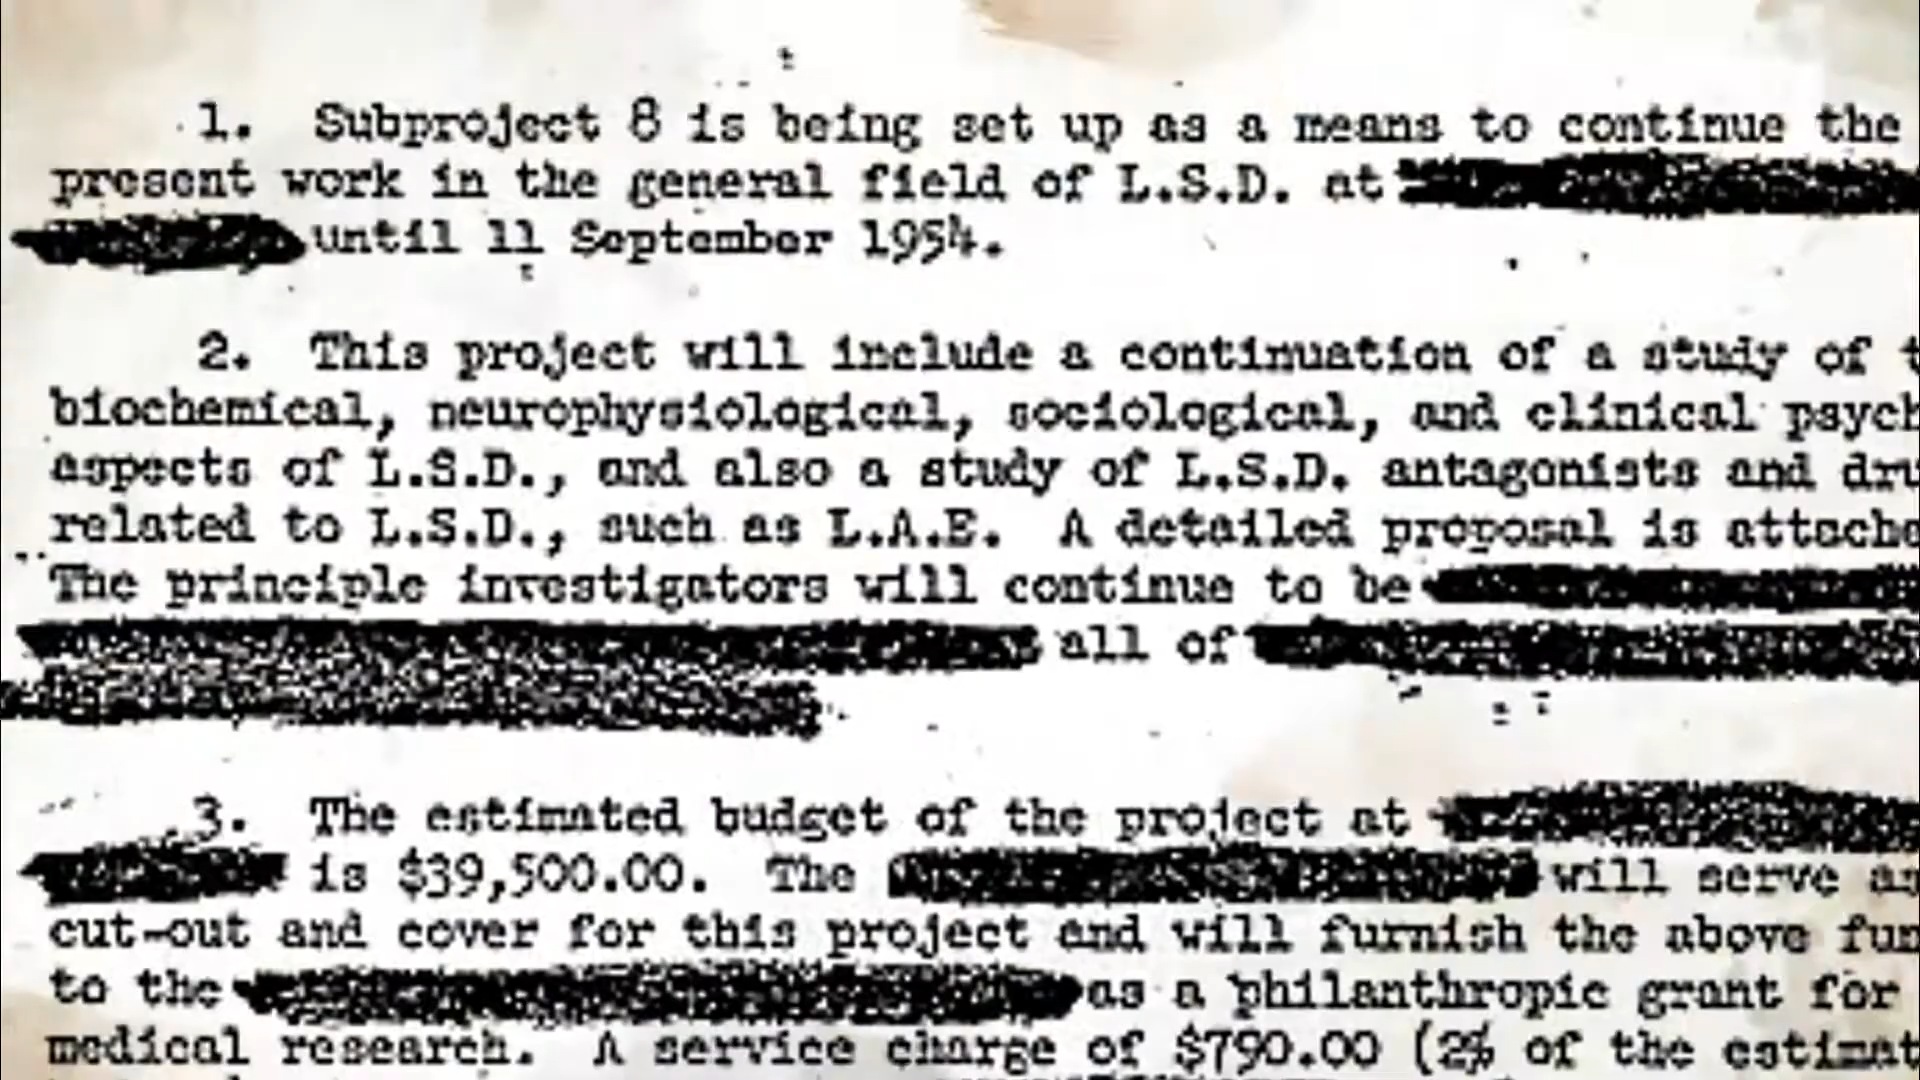 1. Subproject 8 is being set up as a means to continue the
present work in the general field of L.S.D. at
until 11 September 1954.
2. This project will include a continuation of a study of t
biochemical, neurophysiological, sociological, and clinical psych
aspects of L.S.D., and also a study of L.S.D. antagonists and dru
related to L.S.D., such as L.A.E. A detailed proposal is attache
The principle investigators will continue to be
all of
3. The estimated budget of the project at
is $39,500.00. The will serve as
cut-out and cover for this project and will furnish the above fun
to the as a philanthropic grant for
medical research. A service charge of $790.00 (2% of the estimat